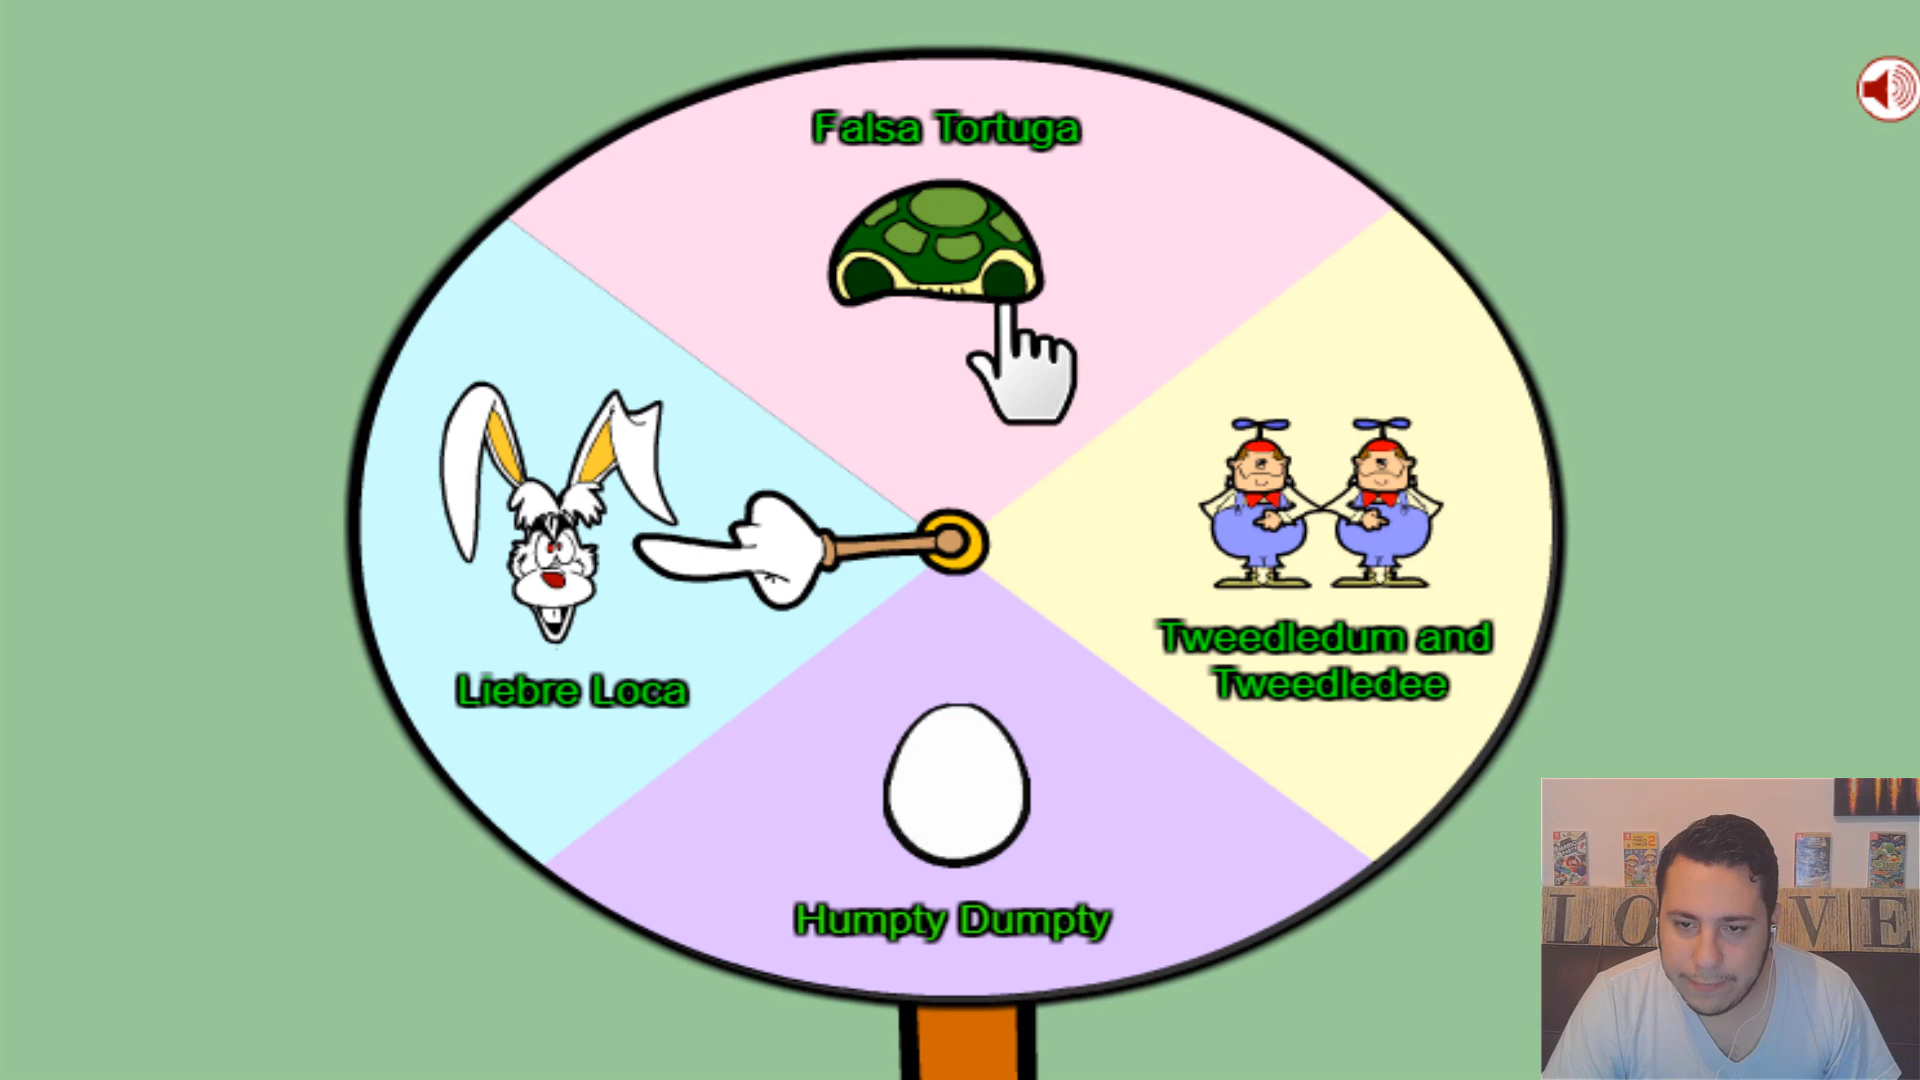 Falsa Tortuga
Tweedledum and
Tweedledee
Liebre Loca
Humpty Dumpty
L O V E